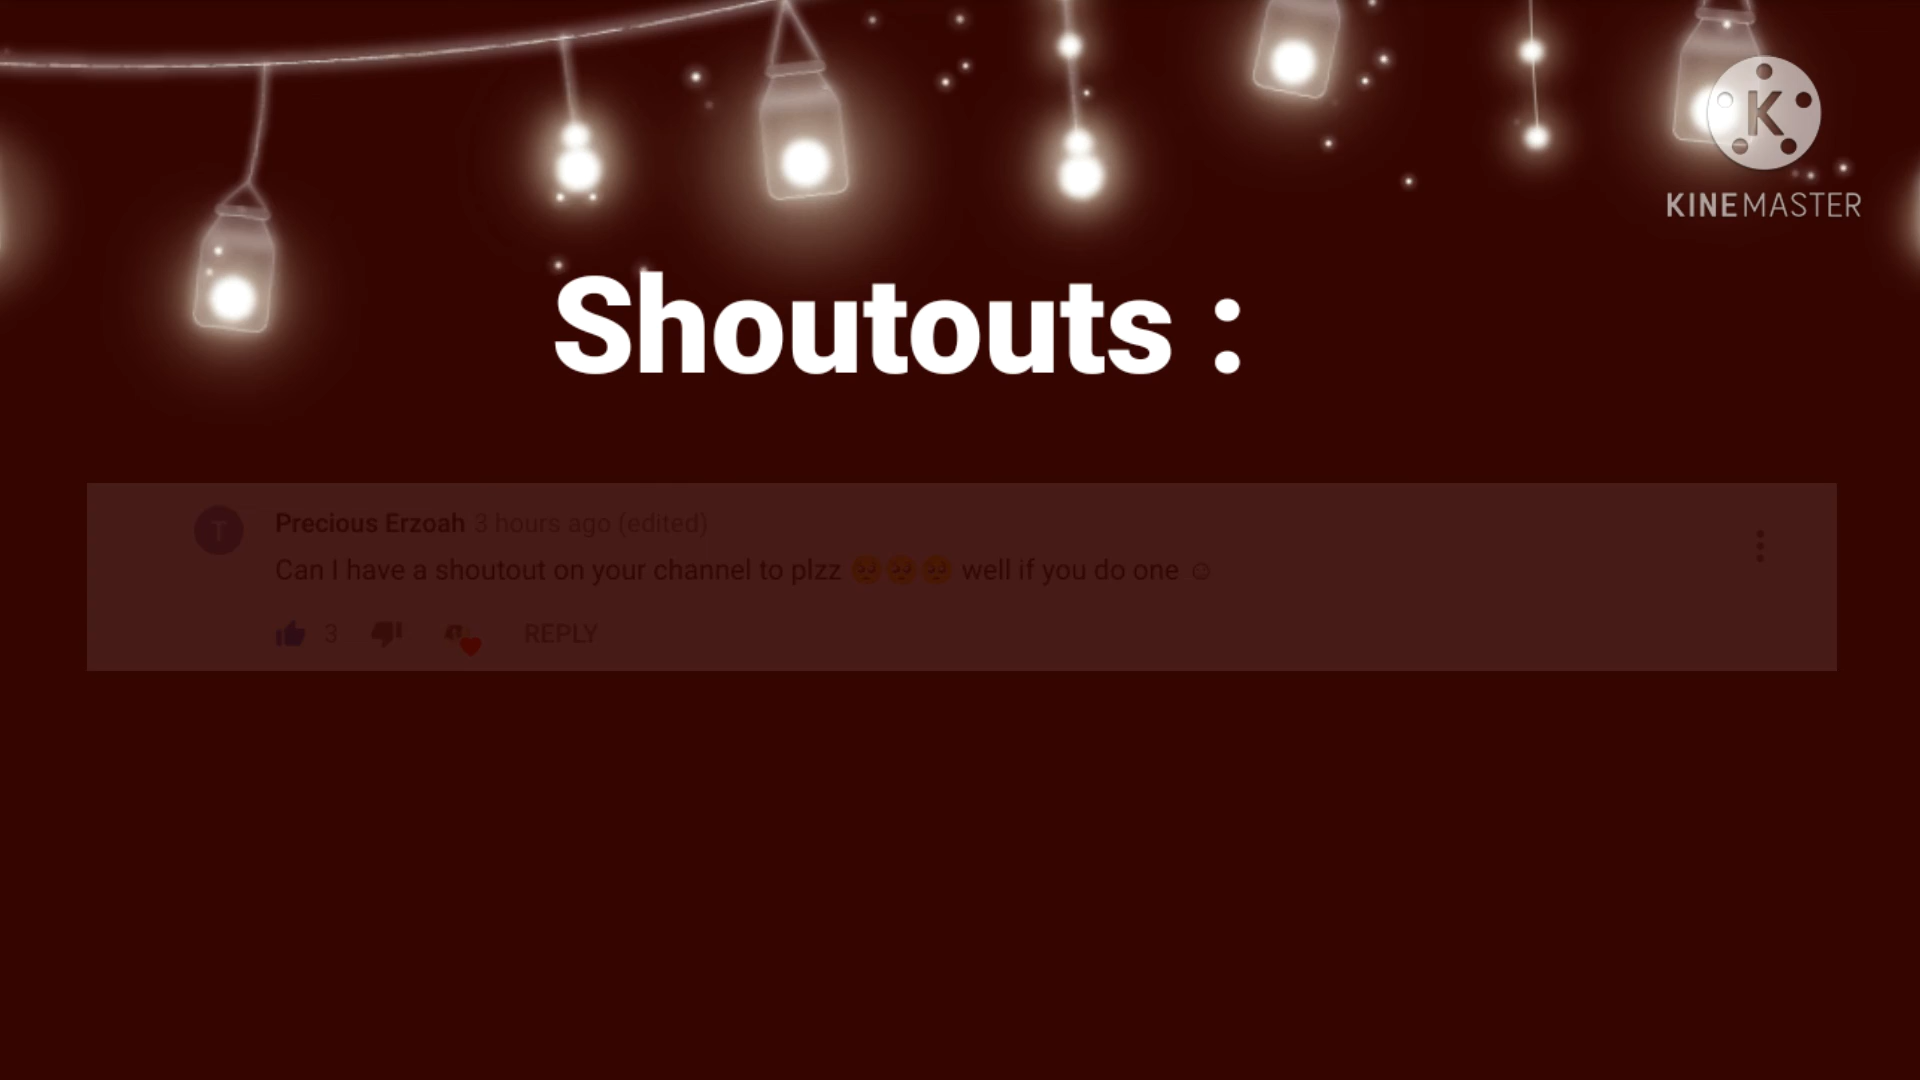 K
KINEMASTER
Shoutouts :
T
Precious Erzoah 3 hours ago (edited)
Can I have a shoutout on your channel to plzz 🥺🥺🥺 well if you do one ☺
3 REPLY